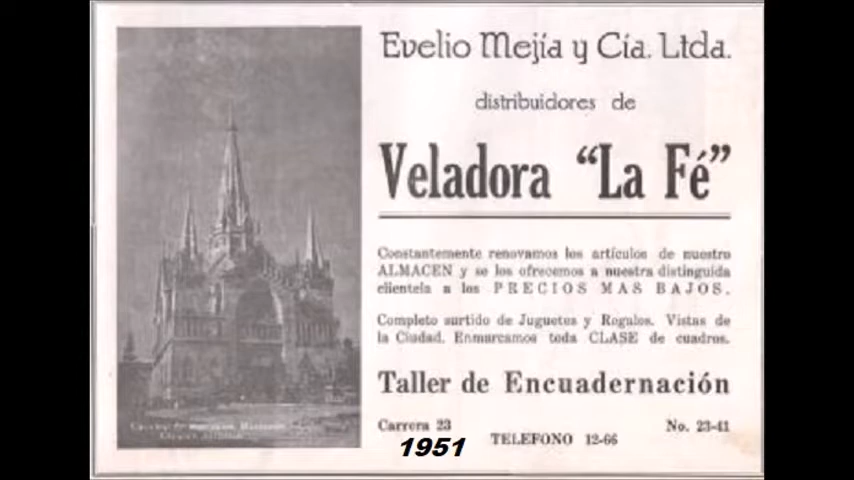 Evelio Mejía y Cía. Ltda.
distribuidores de
Veladora “La Fé”
Constantemente renovamos los artículos de nuestro
ALMACEN y se los ofrecemos a nuestra distinguida
clientela a los PRECIOS MAS BAJOS.
Completo surtido de Juguetes y Regalos. Vistas de
la Ciudad. Enmarcamos toda CLASE de cuadros.
Taller de Encuadernación
Carrera 23
No. 23-41
TELEFONO 12-66
1951